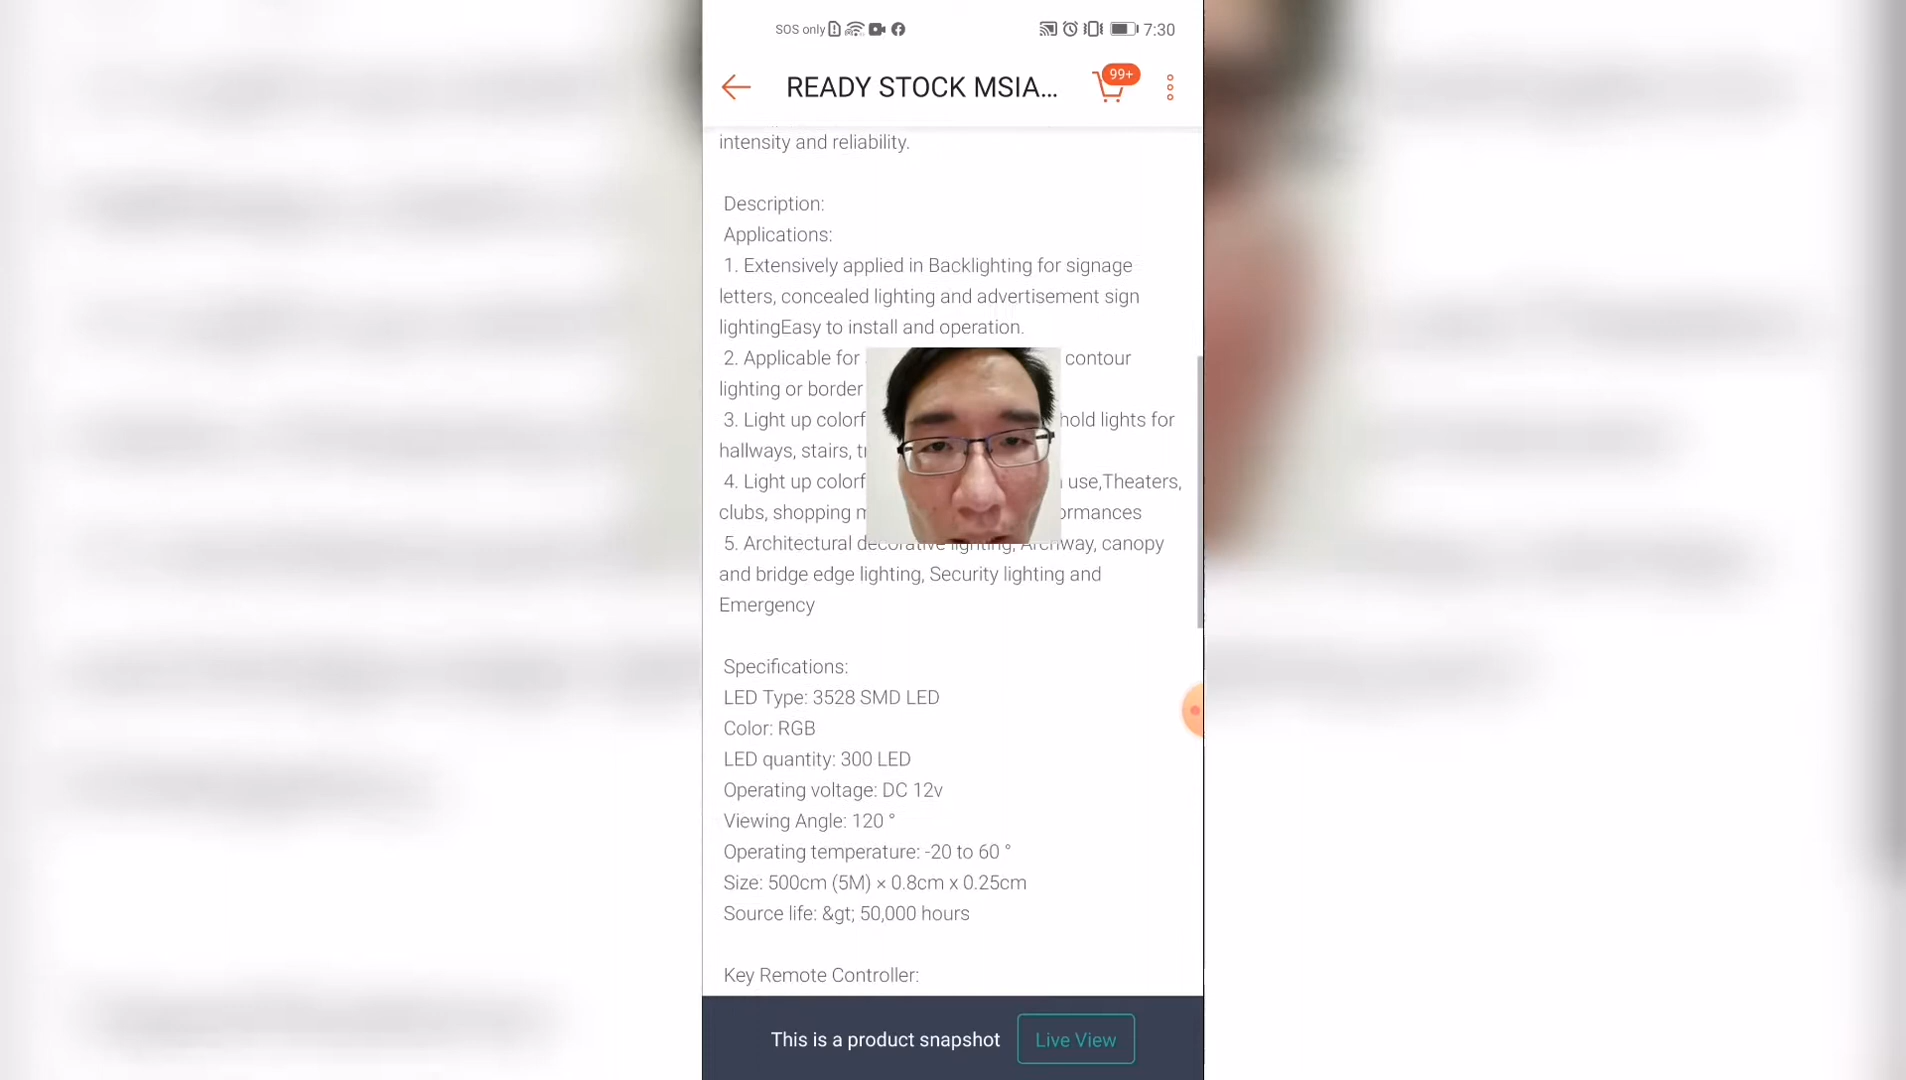 SOS only 7:30
READY STOCK MSIA... 99+
intensity and reliability.
Description:
Applications:
1. Extensively applied in Backlighting for signage
letters, concealed lighting and advertisement sign
lightingEasy to install and operation.
2. Applicable for contour
lighting or border
3. Light up hold lights for
hallways, stairs,
4. Light up use,Theaters,
clubs, shopping
5. Architectural decorative lighting, Archway, canopy
and bridge edge lighting, Security lighting and
Emergency
Specifications:
LED Type: 3528 SMD LED
Color: RGB
LED quantity: 300 LED
Operating voltage: DC 12v
Viewing Angle: 120 °
Operating temperature: -20 to 60 °
Size: 500cm (5M) × 0.8cm x 0.25cm
Source life: &gt; 50,000 hours
Key Remote Controller:
This is a product snapshot Live View